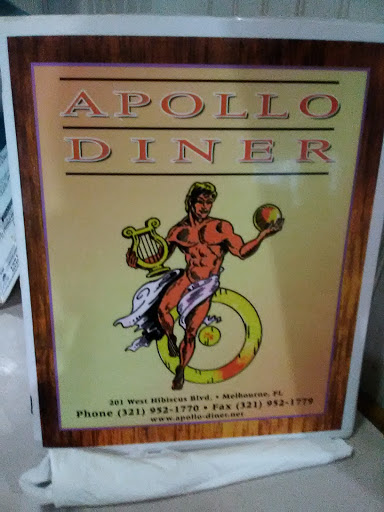 APOLLO
DINER
201 West Hibiscus Blvd. • Melbourne, FL
Phone (321) 952-1770 • Fax (321) 952-1779
www.apollo-diner.net